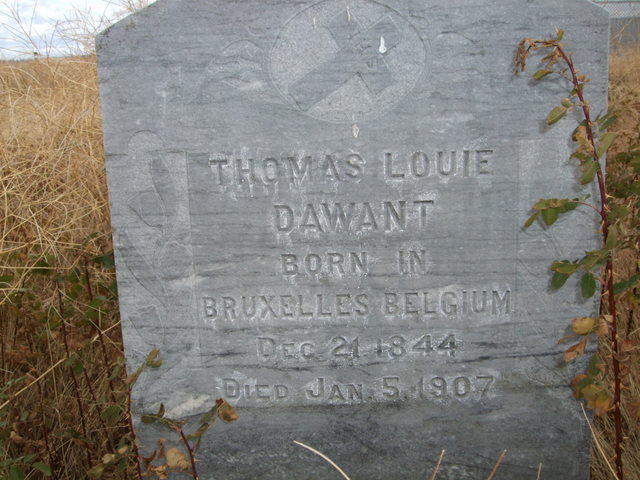 THOMAS LOUIE
DAWANT
BORN IN
BRUXELLES BELGIUM
DEC 21 1844
DIED JAN. 5, 1907